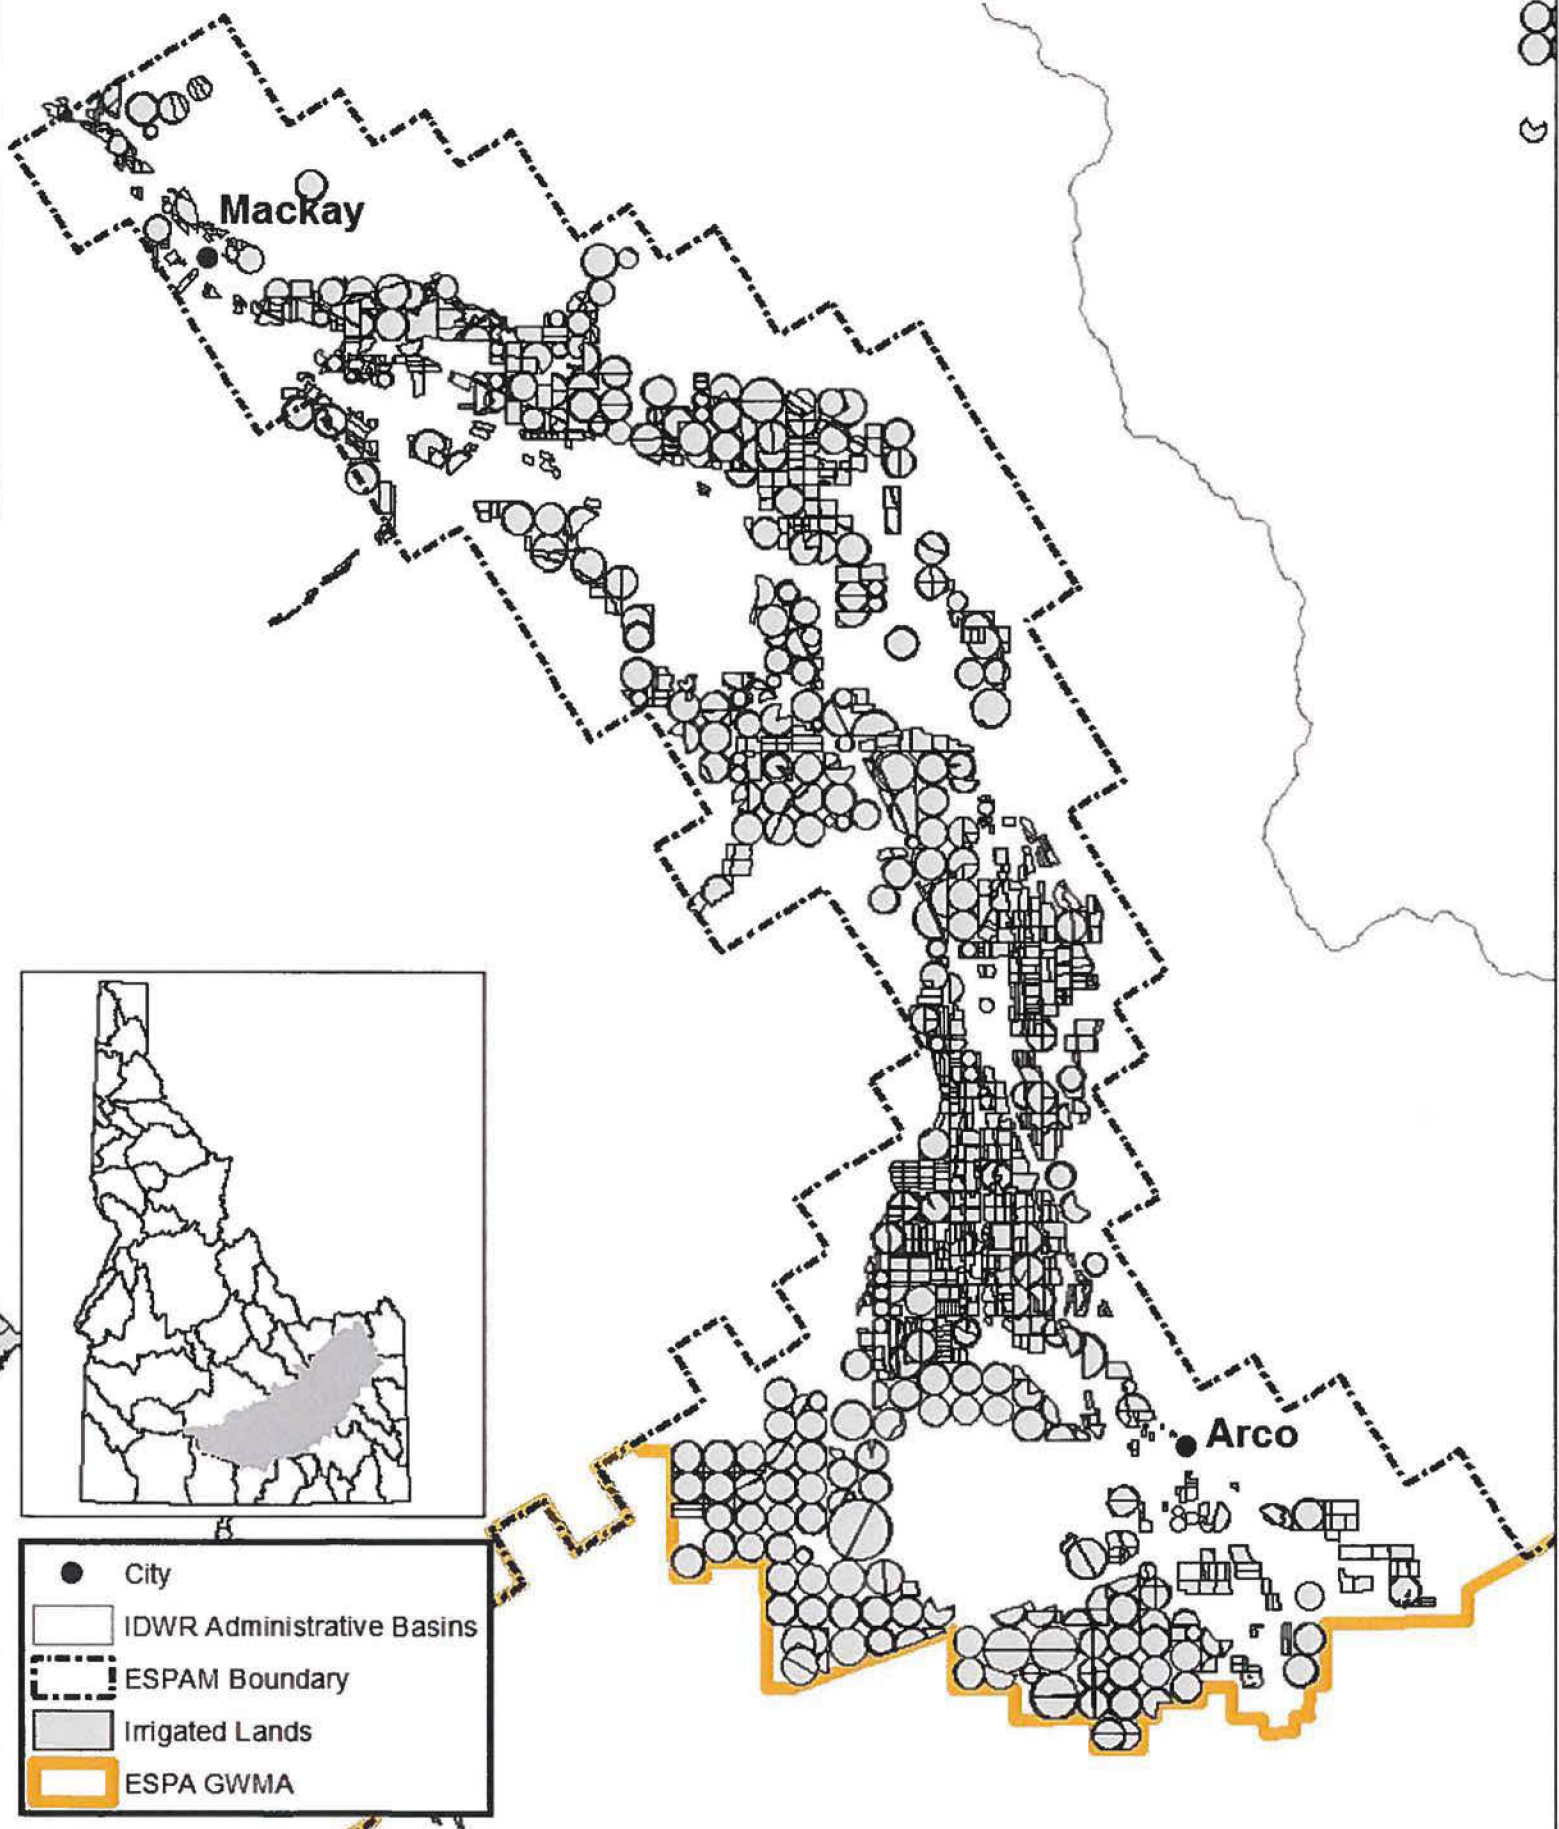 Mackay
Arco
City
IDWR Administrative Basins
ESPAM Boundary
Irrigated Lands
ESPA GWMA